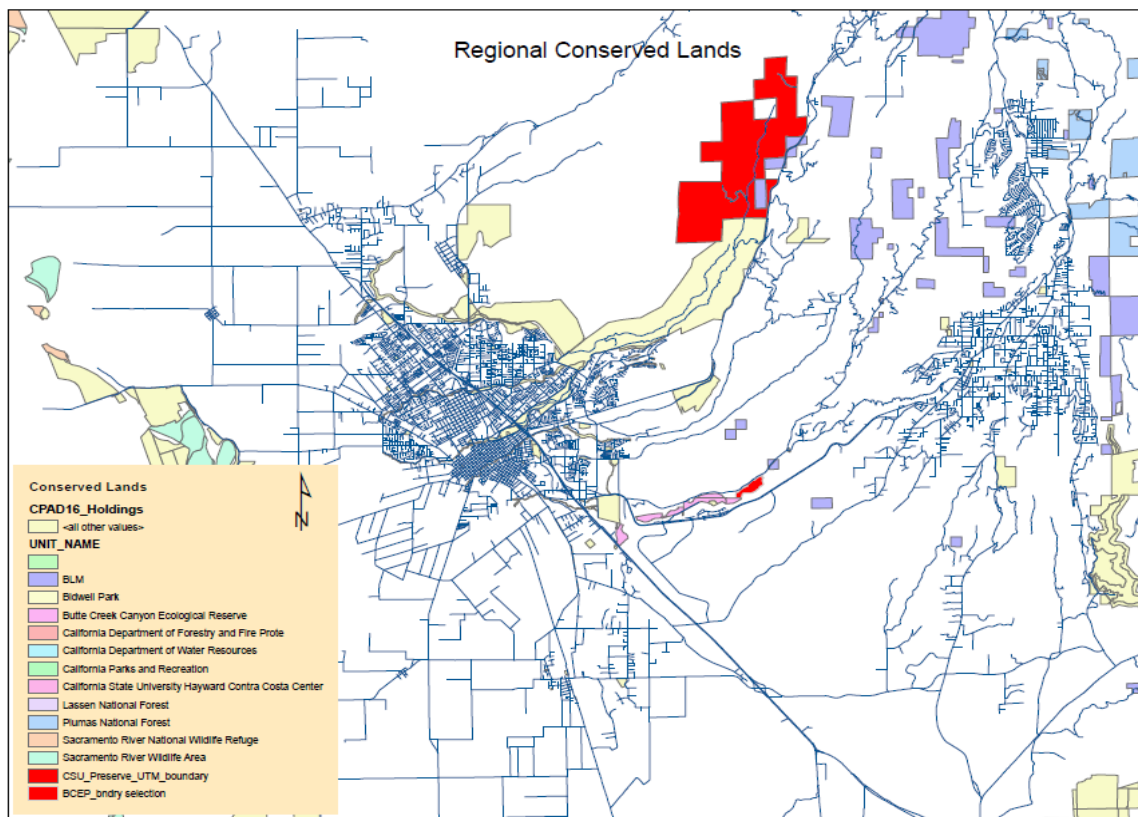 Regional Conserved Lands
Conserved Lands
CPAD16_Holdings
<all other values>
UNIT_NAME
BLM
Bidwell Park
Butte Creek Canyon Ecological Reserve
California Department of Forestry and Fire Prote
California Department of Water Resources
California Parks and Recreation
California State University Hayward Contra Costa Center
Lassen National Forest
Plumas National Forest
Sacramento River National Wildlife Refuge
Sacramento River Wildlife Area
CSU_Preserve_UTM_boundary
BCEP_bndry selection
N